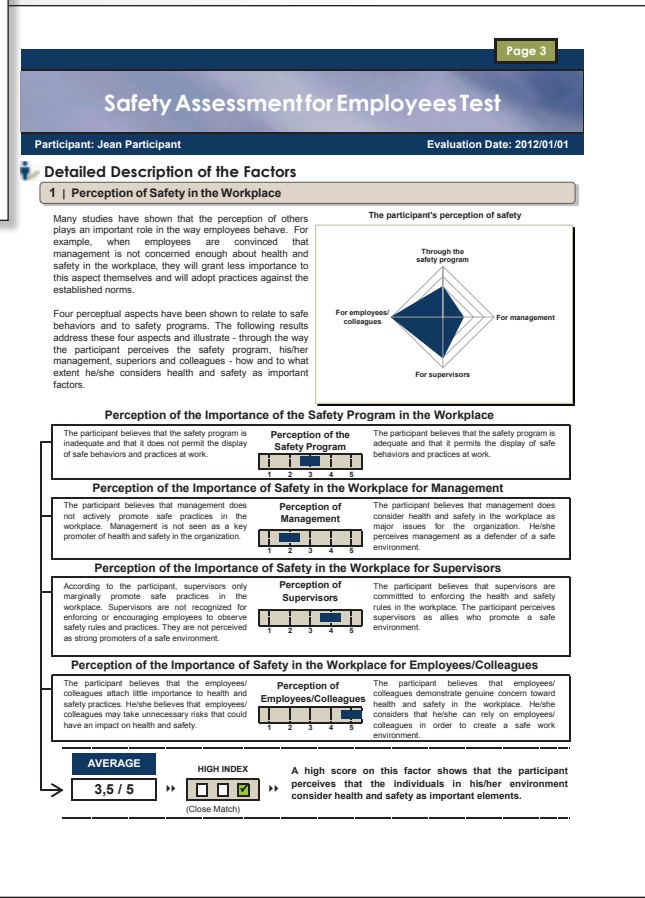 Page 3
Safety Assessment for Employees Test
Participant: Jean Participant
Evaluation Date: 2012/01/01
Detailed Description of the Factors
1 | Perception of Safety in the Workplace
Many studies have shown that the perception of others
plays an important role in the way employees behave. For
example, when employees are convinced that
management is not concerned enough about health and
safety in the workplace, they will grant less importance to
this aspect themselves and will adopt practices against the
established norms.
Four perceptual aspects have been shown to relate to safe
behaviors and to safety programs. The following results
address these four aspects and illustrate - through the way
the participant perceives the safety program, his/her
management, superiors and colleagues - how and to what
extent he/she considers health and safety as important
factors.
The participant's perception of safety
Through the
safety program
For employees/
colleagues
For management
For supervisors
Perception of the Importance of the Safety Program in the Workplace
The participant believes that the safety program is
inadequate and that it does not permit the display
of safe behaviors and practices at work.
Perception of the
Safety Program
1 2 3 4 5
The participant believes that the safety program is
adequate and that it permits the display of safe
behaviors and practices at work.
Perception of the Importance of Safety in the Workplace for Management
The participant believes that management does
not actively promote safe practices in the
workplace. Management is not seen as a key
promoter of health and safety in the organization.
Perception of
Management
1 2 3 4 5
The participant believes that management does
consider health and safety in the workplace as
major issues for the organization. He/she
perceives management as a defender of a safe
environment.
Perception of the Importance of Safety in the Workplace for Supervisors
According to the participant, supervisors only
marginally promote safe practices in the
workplace. Supervisors are not recognized for
enforcing or encouraging employees to observe
safety rules and practices. They are not perceived
as strong promoters of a safe environment.
Perception of
Supervisors
1 2 3 4 5
The participant believes that supervisors are
committted to enforcing the health and safety
rules in the workplace. The participant perceives
supervisors as allies who promote a safe
environment.
Perception of the Importance of Safety in the Workplace for Employees/Colleagues
The participant believes that the employees/
colleagues attach little importance to health and
safety practices. He/she believes that employees/
colleagues may take unnecessary risks that could
have an impact on health and safety.
Perception of
Employees/Colleagues
1 2 3 4 5
The participant believes that employees/
colleagues demonstrate genuine concern toward
health and safety in the workplace. He/she
considers that he/she can rely on employees/
colleagues in order to create a safe work
environment.
AVERAGE
3,5 / 5
HIGH INDEX
(Close Match)
A high score on this factor shows that the participant
perceives that the individuals in his/her environment
consider health and safety as important elements.